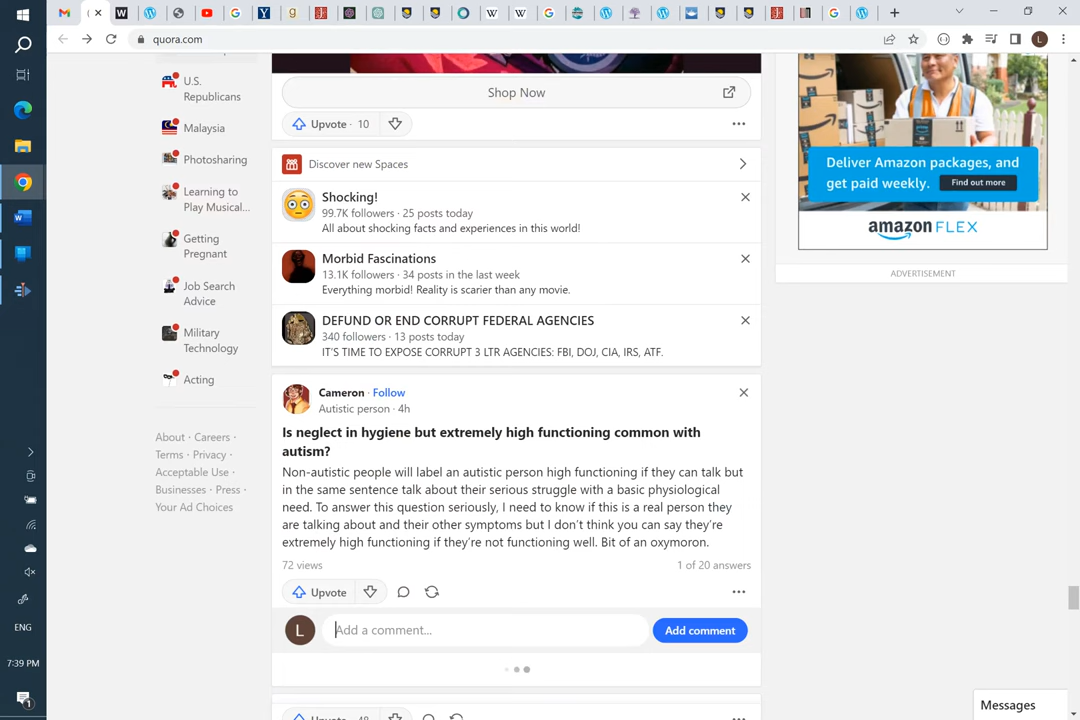 quora.com
U.S.
Republicans
Malaysia
Photosharing
Learning to
Play Musical...
Getting
Pregnant
Job Search
Advice
Military
Technology
Acting
About · Careers ·
Terms · Privacy ·
Acceptable Use ·
Businesses · Press ·
Your Ad Choices
Shop Now
Upvote · 10
Discover new Spaces
Shocking!
99.7K followers · 25 posts today
All about shocking facts and experiences in this world!
Morbid Fascinations
13.1K followers · 34 posts in the last week
Everything morbid! Reality is scarier than any movie.
DEFUND OR END CORRUPT FEDERAL AGENCIES
340 followers · 13 posts today
IT'S TIME TO EXPOSE CORRUPT 3 LTR AGENCIES: FBI, DOJ, CIA, IRS, ATF.
Cameron · Follow
Autistic person · 4h
Is neglect in hygiene but extremely high functioning common with
autism?
Non-autistic people will label an autistic person high functioning if they can talk but
in the same sentence talk about their serious struggle with a basic physiological
need. To answer this question seriously, I need to know if this is a real person they
are talking about and their other symptoms but I don't think you can say they're
extremely high functioning if they're not functioning well. Bit of an oxymoron.
72 views
1 of 20 answers
Upvote
L
Add a comment...
Add comment
Upvote · 48
Deliver Amazon packages, and
get paid weekly.
Find out more
amazon FLEX
ADVERTISEMENT
Messages
ENG
7:39 PM